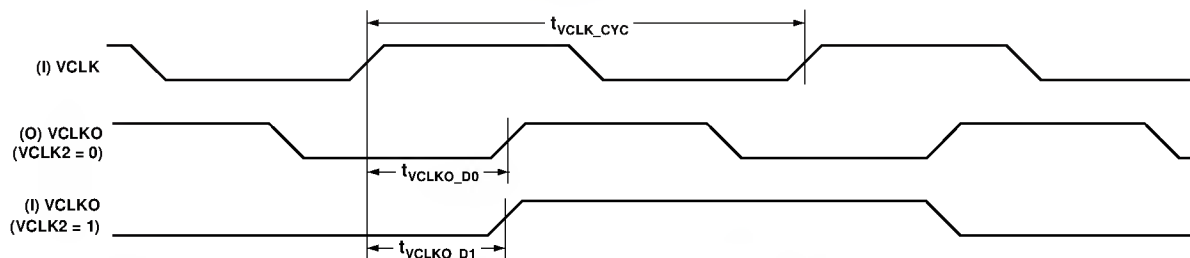 tVCLK_CYC
(I) VCLK
(O) VCLKO
(VCLK2 = 0)
tVCLKO_D0
(I) VCLKO
(VCLK2 = 1)
tVCLKO_D1